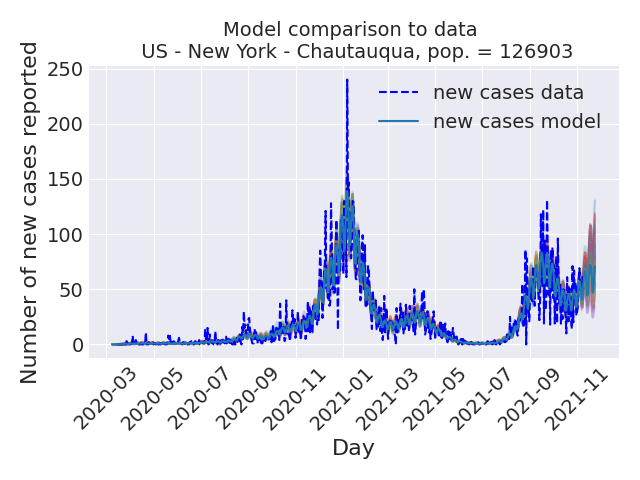 Model comparison to data
US - New York - Chautauqua, pop. = 126903
Number of new cases reported
250
200
150
100
50
0
new cases data
new cases model
2020-03
2020-05
2020-07
2020-09
2020-11
2021-01
2021-03
2021-05
2021-07
2021-09
2021-11
Day